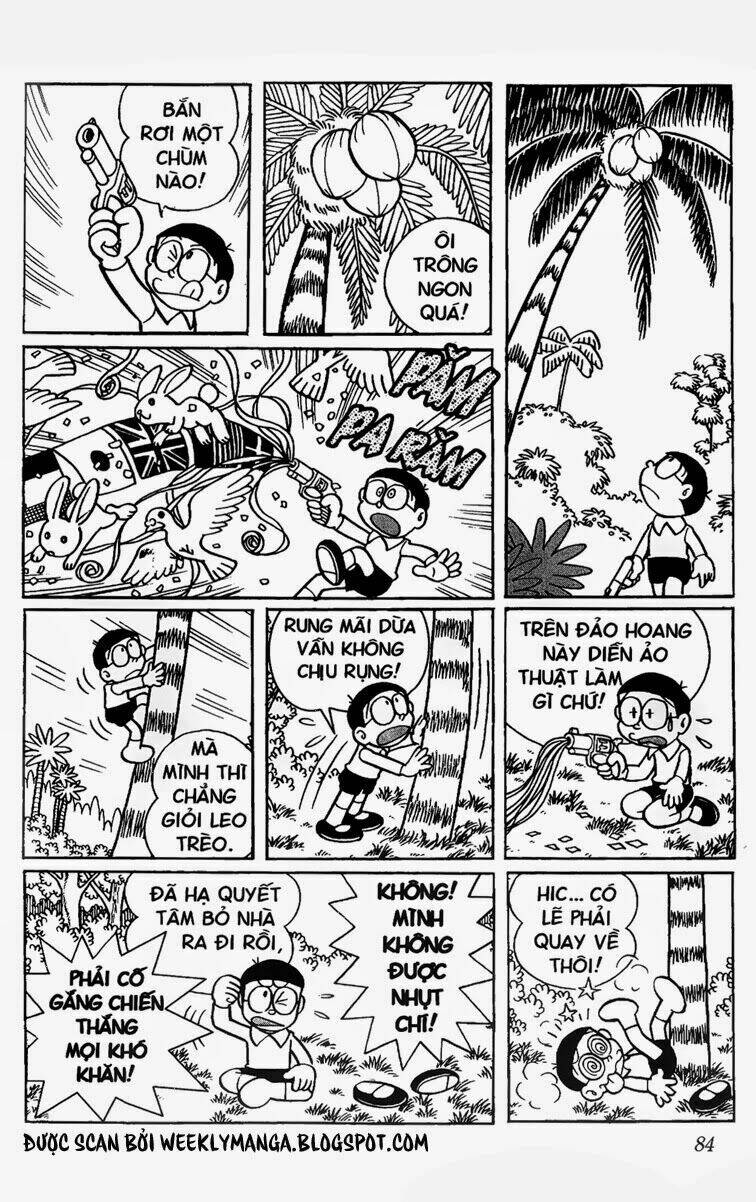 ÔI
TRÔNG
NGON
QUÁ!
BẮN
RƠI MỘT
CHÙM
NÀO!
PẰM
PA RẰM
TRÊN ĐẢO HOANG
NÀY DIỄN ẢO
THUẬT LÀM
GÌ CHỨ!
RUNG MÃI DỪA
VẪN KHÔNG
CHỊU RỤNG!
MÀ
MÌNH THÌ
CHẲNG
GIỎI LEO
TRÈO.
HIC... CÓ
LẼ PHẢI
QUAY VỀ
THÔI!
KHÔNG!
MÌNH
KHÔNG
ĐƯỢC
NHỤT
CHÍ!
ĐÃ HẠ QUYẾT
TÂM BỎ NHÀ
RA ĐI RỒI,
PHẢI CỐ
GẮNG CHIẾN
THẮNG
MỌI KHÓ
KHĂN!
ĐƯỢC SCAN BỞI WEEKLYMANGA.BLOGSPOT.COM
84